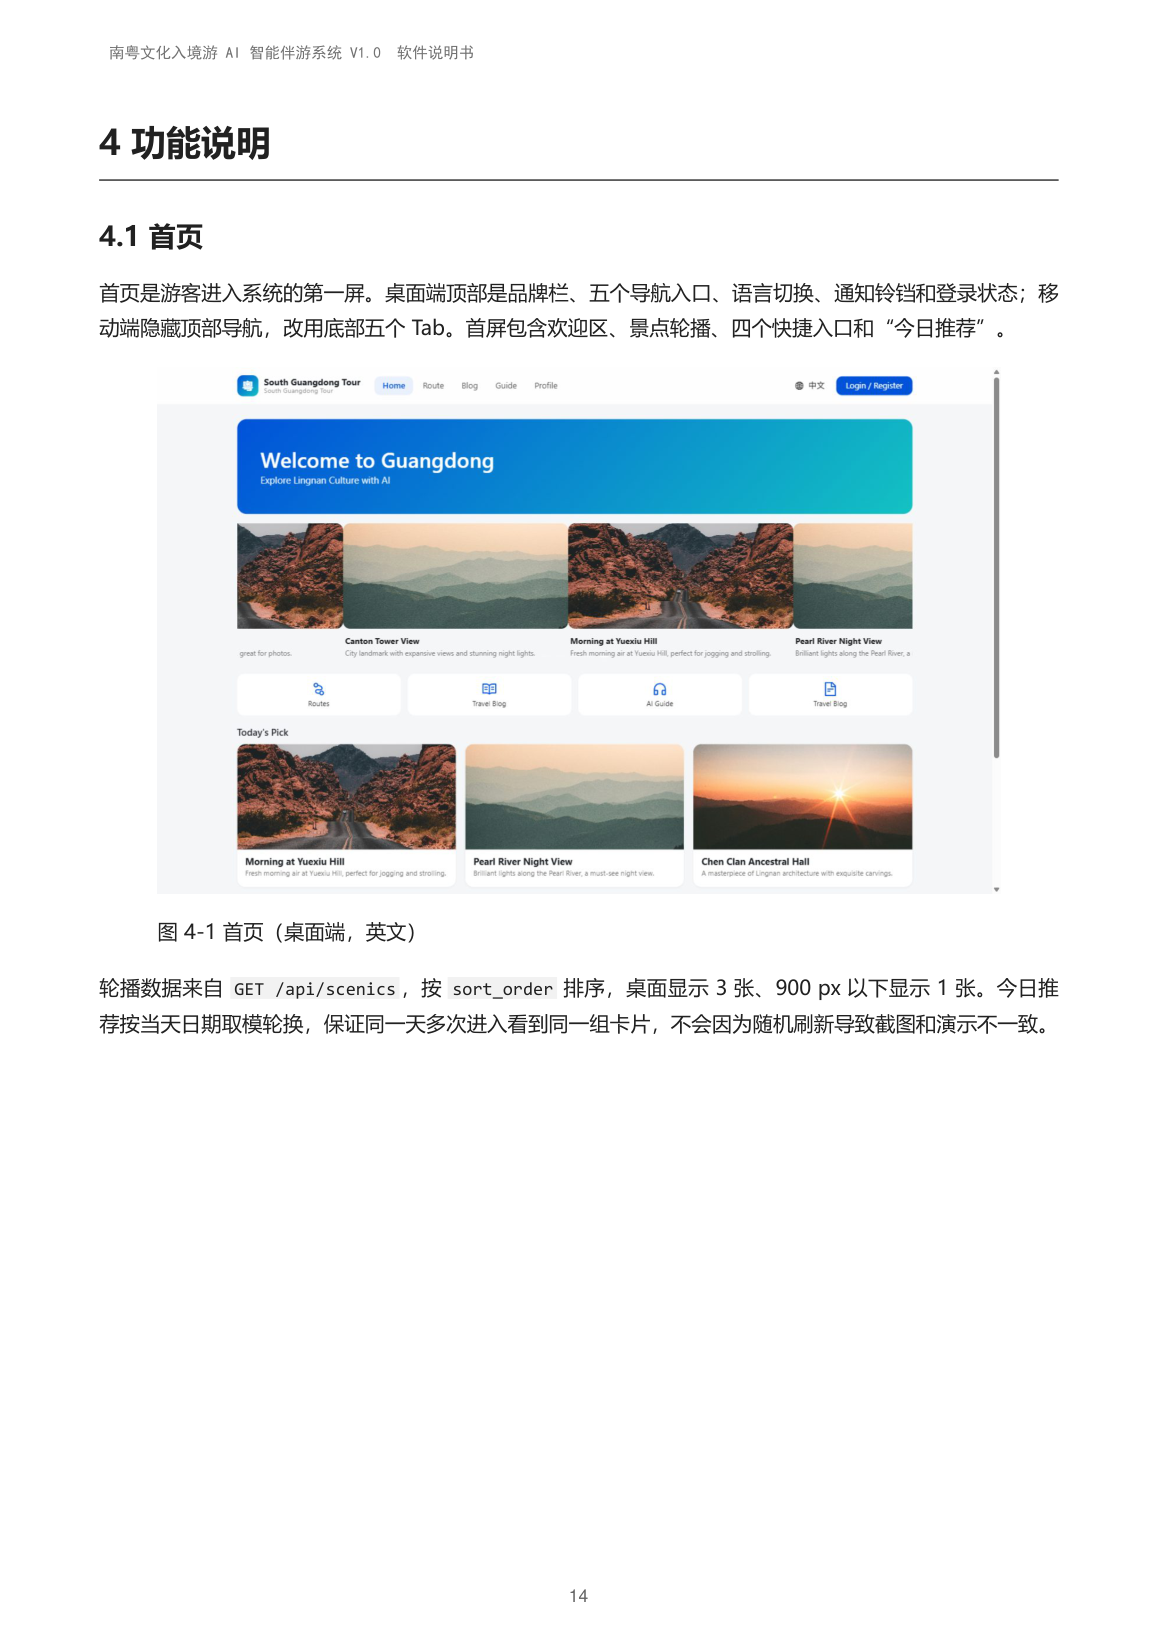 南粤文化入境游 AI 智能伴游系统 V1.0 软件说明书
4 功能说明
4.1 首页
首页是游客进入系统的第一屏。桌面端顶部是品牌栏、五个导航入口、语言切换、通知铃铛和登录状态；移
动端隐藏顶部导航，改用底部五个 Tab。首屏包含欢迎区、景点轮播、四个快捷入口和“今日推荐”。
South Guangdong Tour
South Guangdong Tour
Home Route Blog Guide Profile
中文 Login / Register
Welcome to Guangdong
Explore Lingnan Culture with AI
Canton Tower View Morning at Yuexiu Hill Pearl River Night View
great for photos. City landmark with expansive views and stunning night lights. Fresh morning air at Yuexiu Hill, perfect for jogging and strolling. Brilliant lights along the Pearl River, a
Routes Travel Blog AI Guide Travel Blog
Today's Pick
Morning at Yuexiu Hill Pearl River Night View Chen Clan Ancestral Hall
Fresh morning air at Yuexiu Hill, perfect for jogging and strolling. Brilliant lights along the Pearl River, a must-see night view. A masterpiece of Lingnan architecture with exquisite carvings.
图 4-1 首页（桌面端，英文）
轮播数据来自 GET /api/scenics，按 sort_order 排序，桌面显示 3 张、900 px 以下显示 1 张。今日推
荐按当天日期取模轮换，保证同一天多次进入看到同一组卡片，不会因为随机刷新导致截图和演示不一致。
14